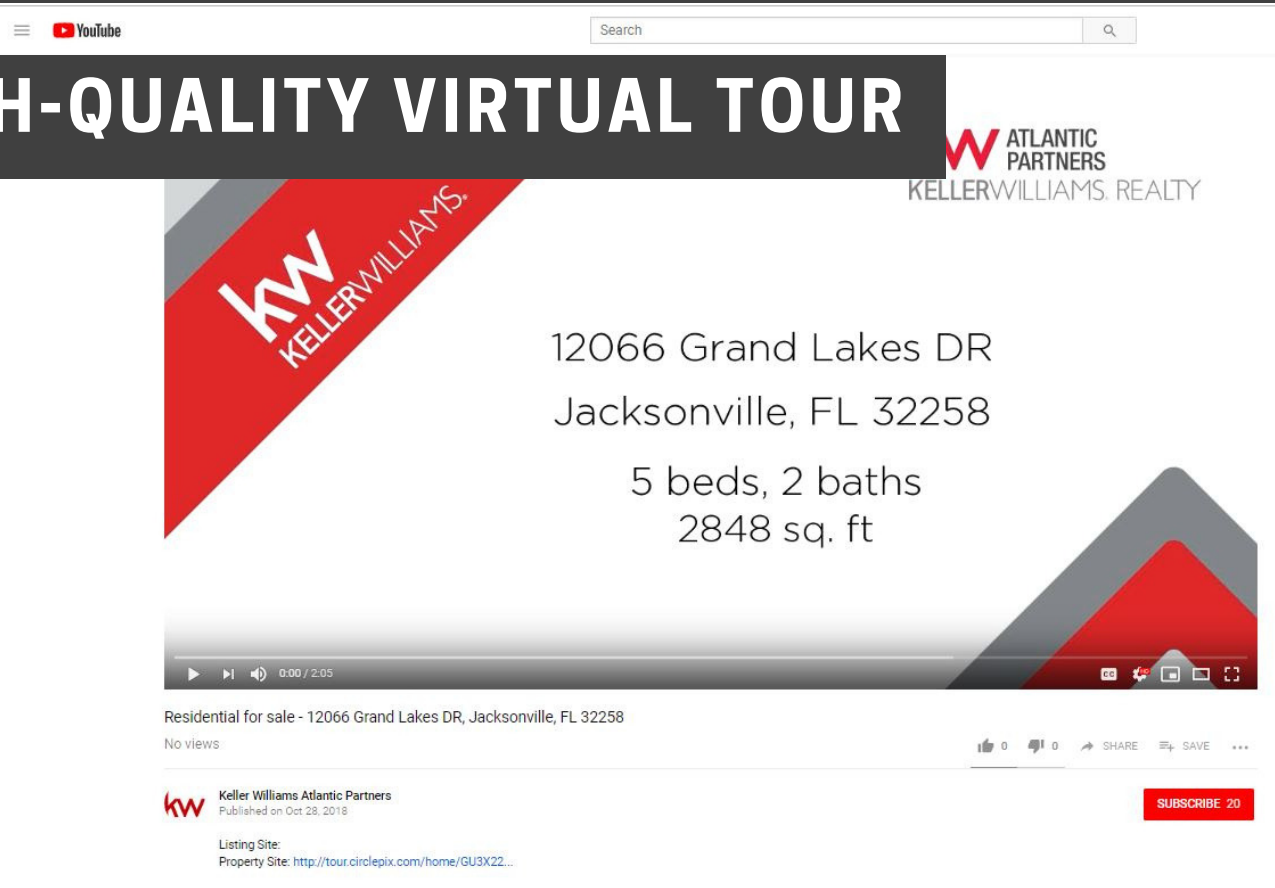 YouTube
Search
H-QUALITY VIRTUAL TOUR
ATLANTIC
PARTNERS
KELLERWILLIAMS. REALTY
kw
KELLERWILLIAMS.
12066 Grand Lakes DR
Jacksonville, FL 32258
5 beds, 2 baths
2848 sq. ft
0:00 / 2:05
CC HD
Residential for sale - 12066 Grand Lakes DR, Jacksonville, FL 32258
No views
0 0 SHARE SAVE
kw
Keller Williams Atlantic Partners
Published on Oct 28, 2018
SUBSCRIBE 20
Listing Site:
Property Site: http://tour.circlepix.com/home/GU3X22...